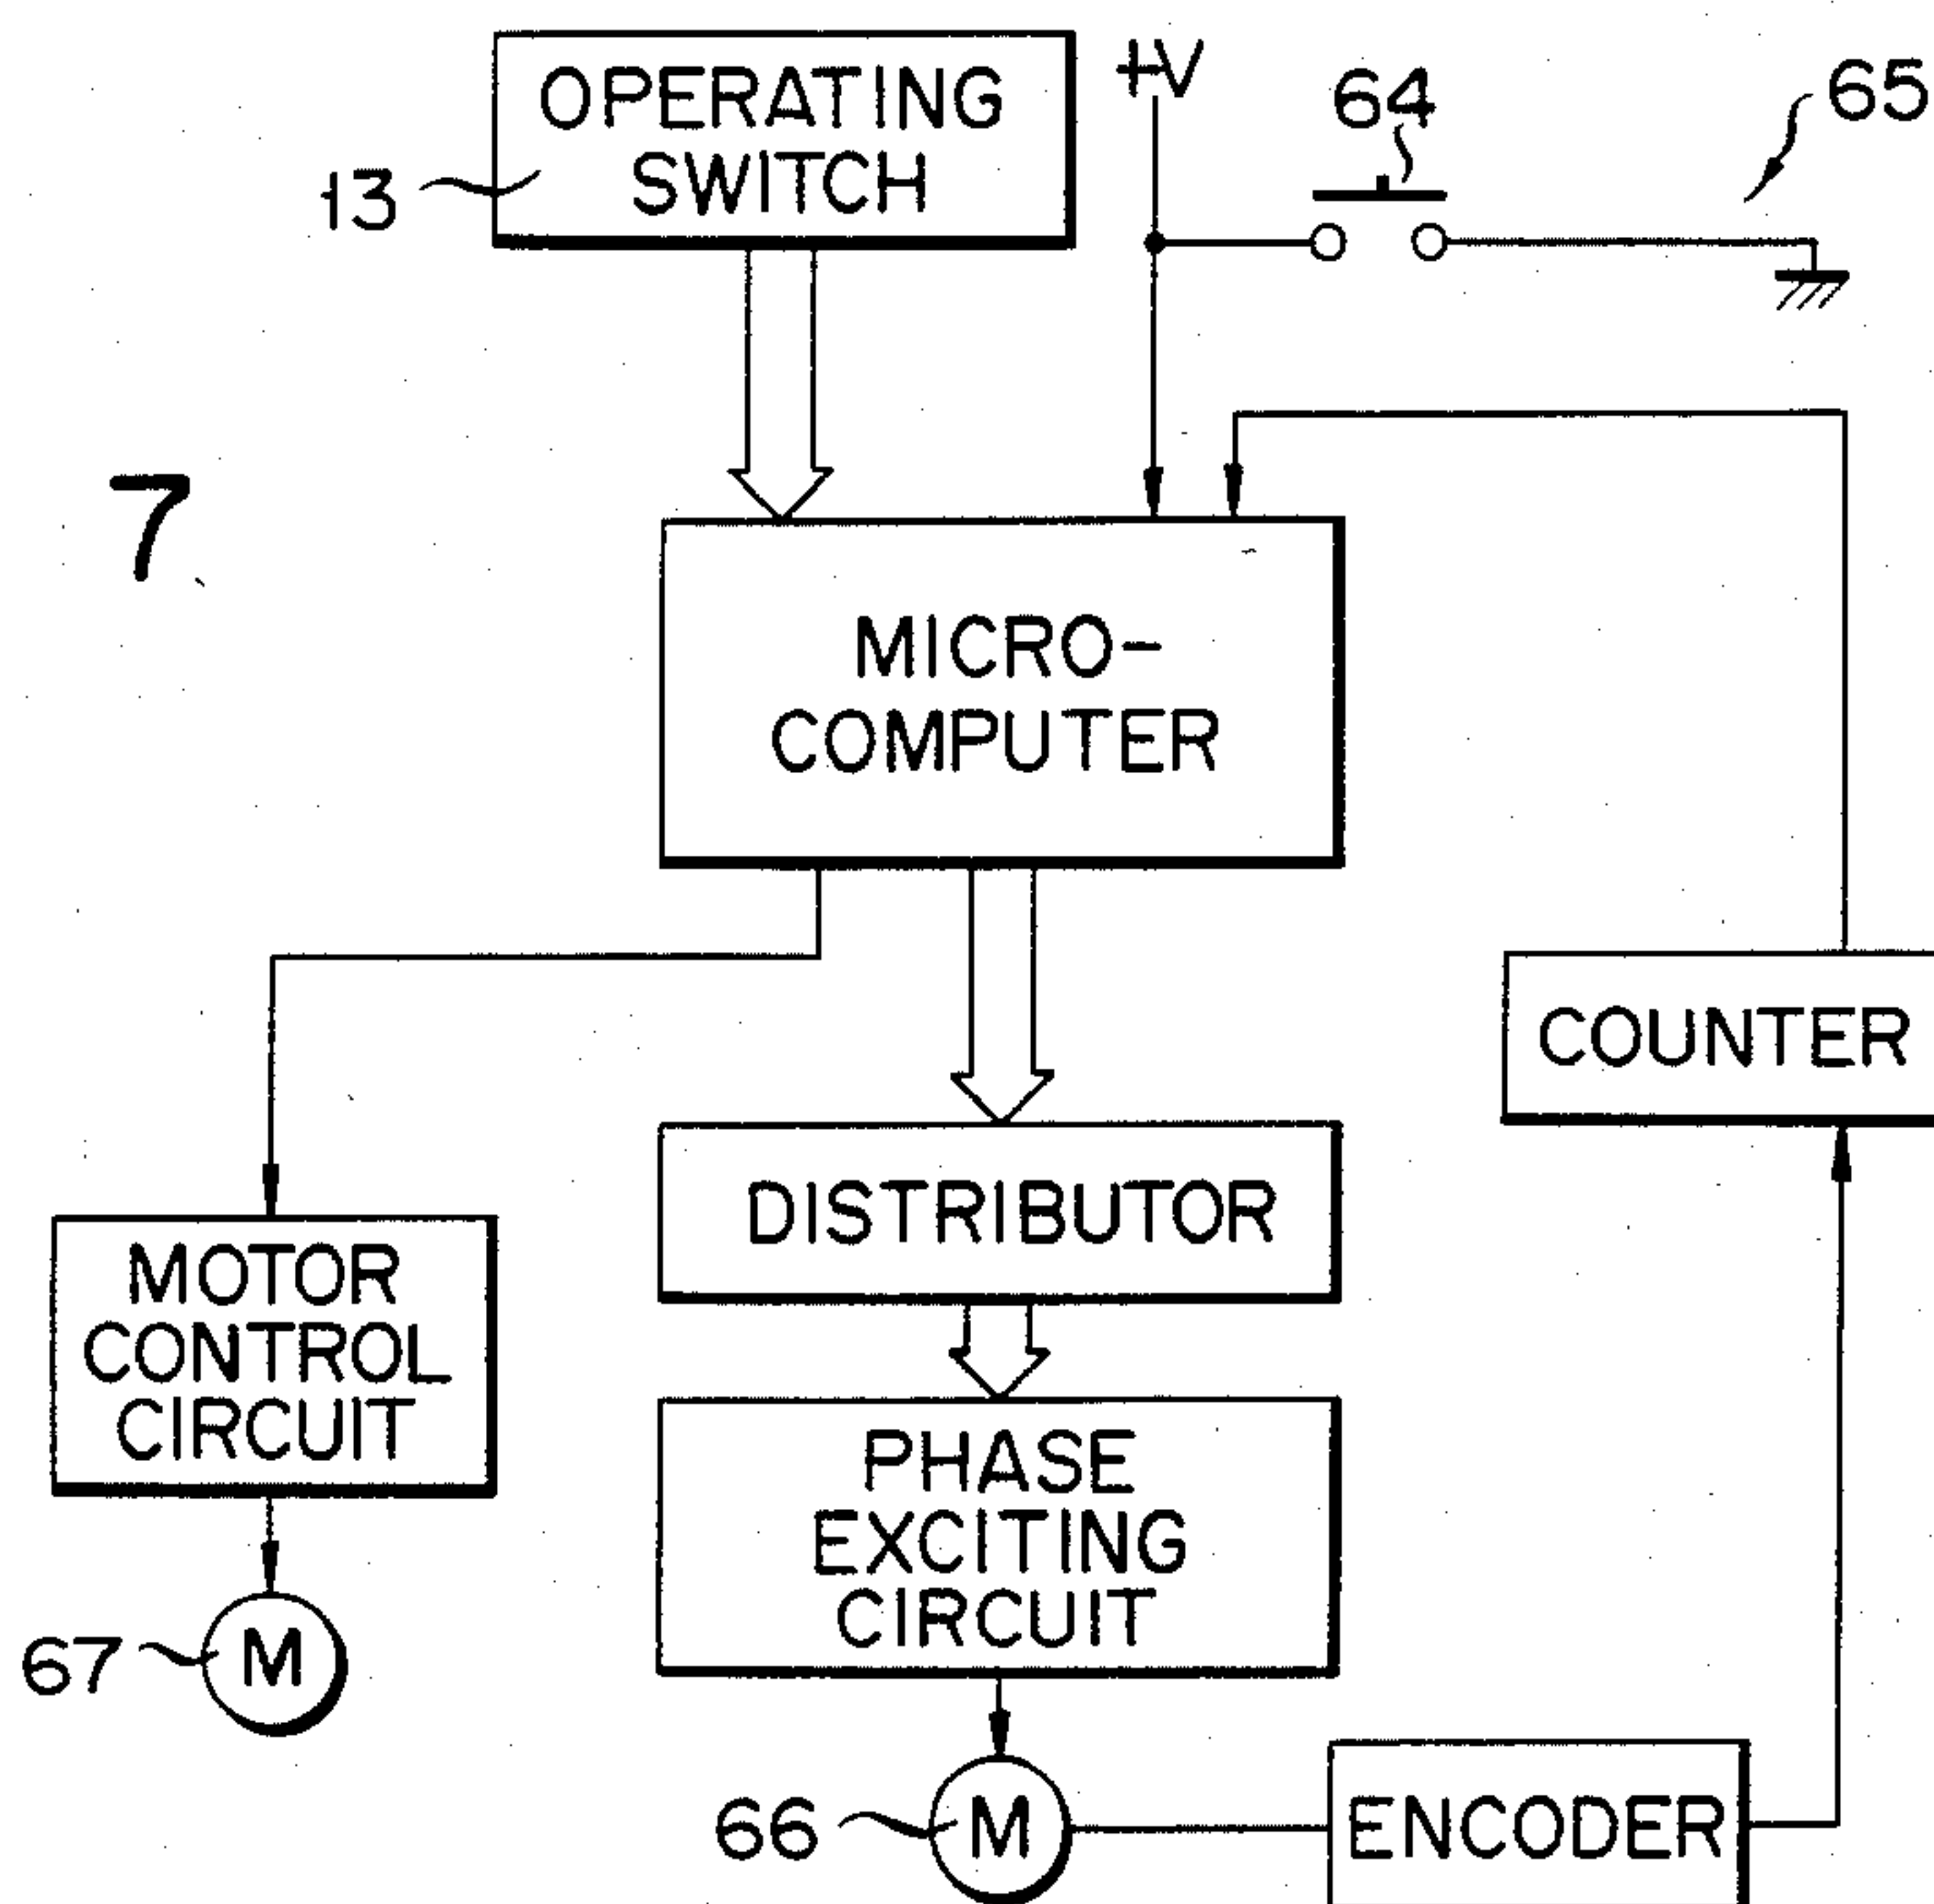 OPERATING
SWITCH
13
+V
64
65
7
MICRO-
COMPUTER
COUNTER
DISTRIBUTOR
MOTOR
CONTROL
CIRCUIT
PHASE
EXCITING
CIRCUIT
67
M
66
M
ENCODER